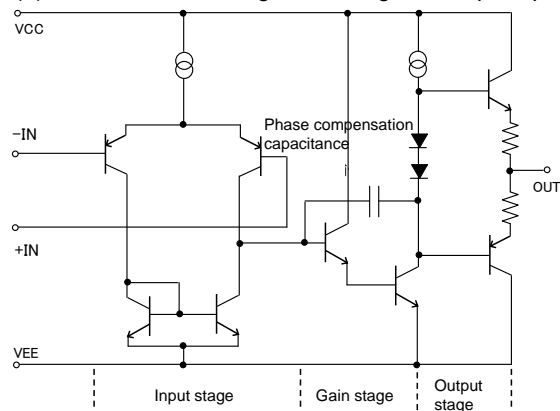 VCC
Phase compensation
capacitance
−IN
OUT
+IN
VEE
Input stage
Gain stage
Output
stage